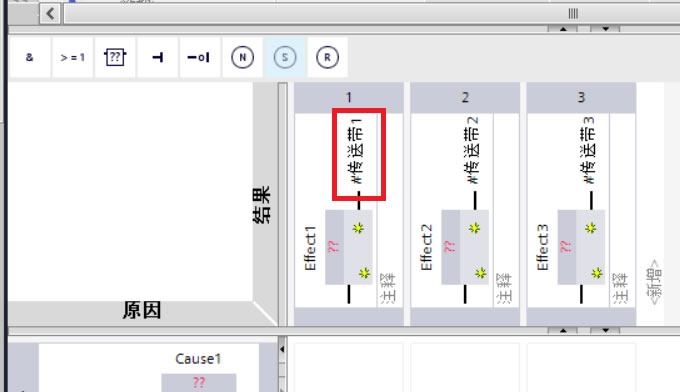 & >=1 ?? N S R
1 2 3
#传送带1 #传送带2 #传送带3
结果
Effect1 ?? 注释
Effect2 注释
Effect3 ?? 注释
<新增>
原因
Cause1
??